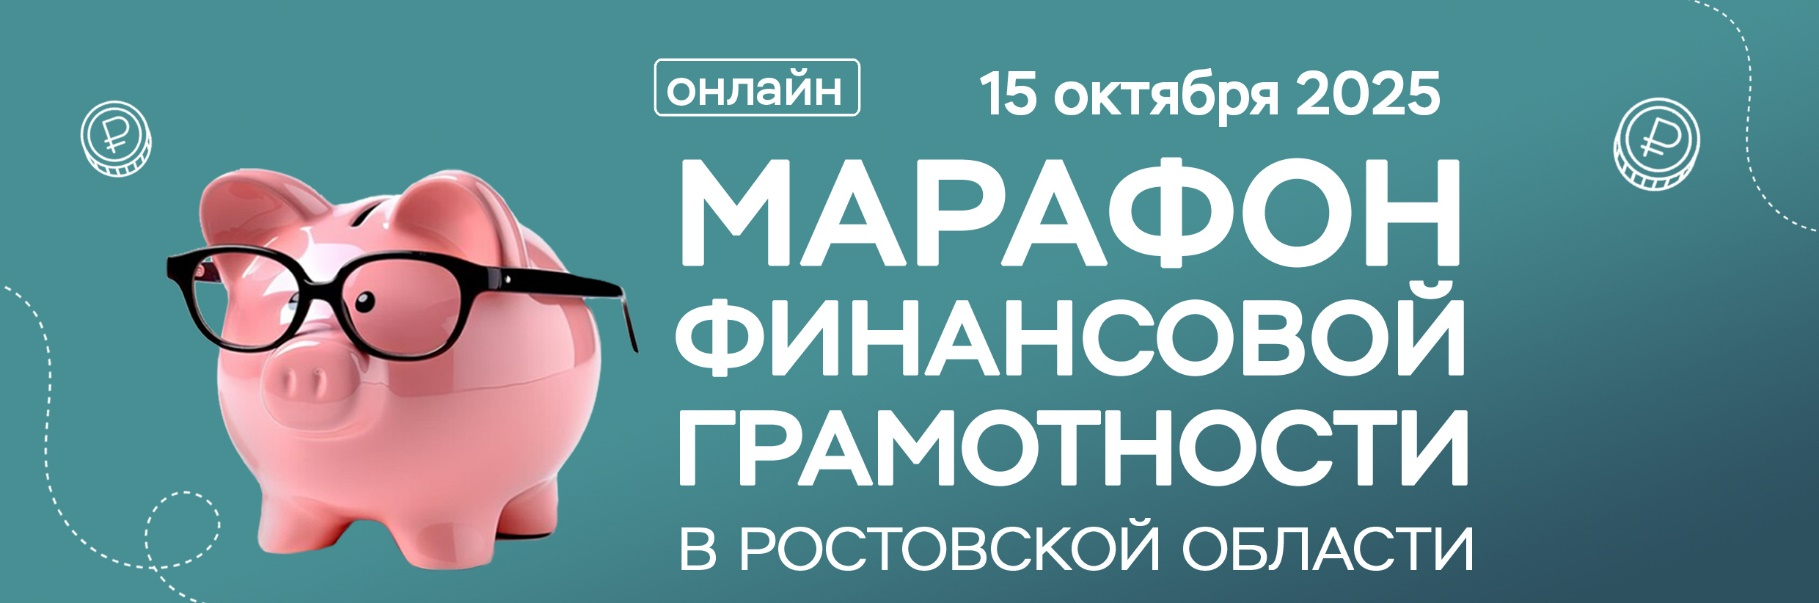 онлайн 15 октября 2025
МАРАФОН
ФИНАНСОВОЙ
ГРАМОТНОСТИ
В РОСТОВСКОЙ ОБЛАСТИ